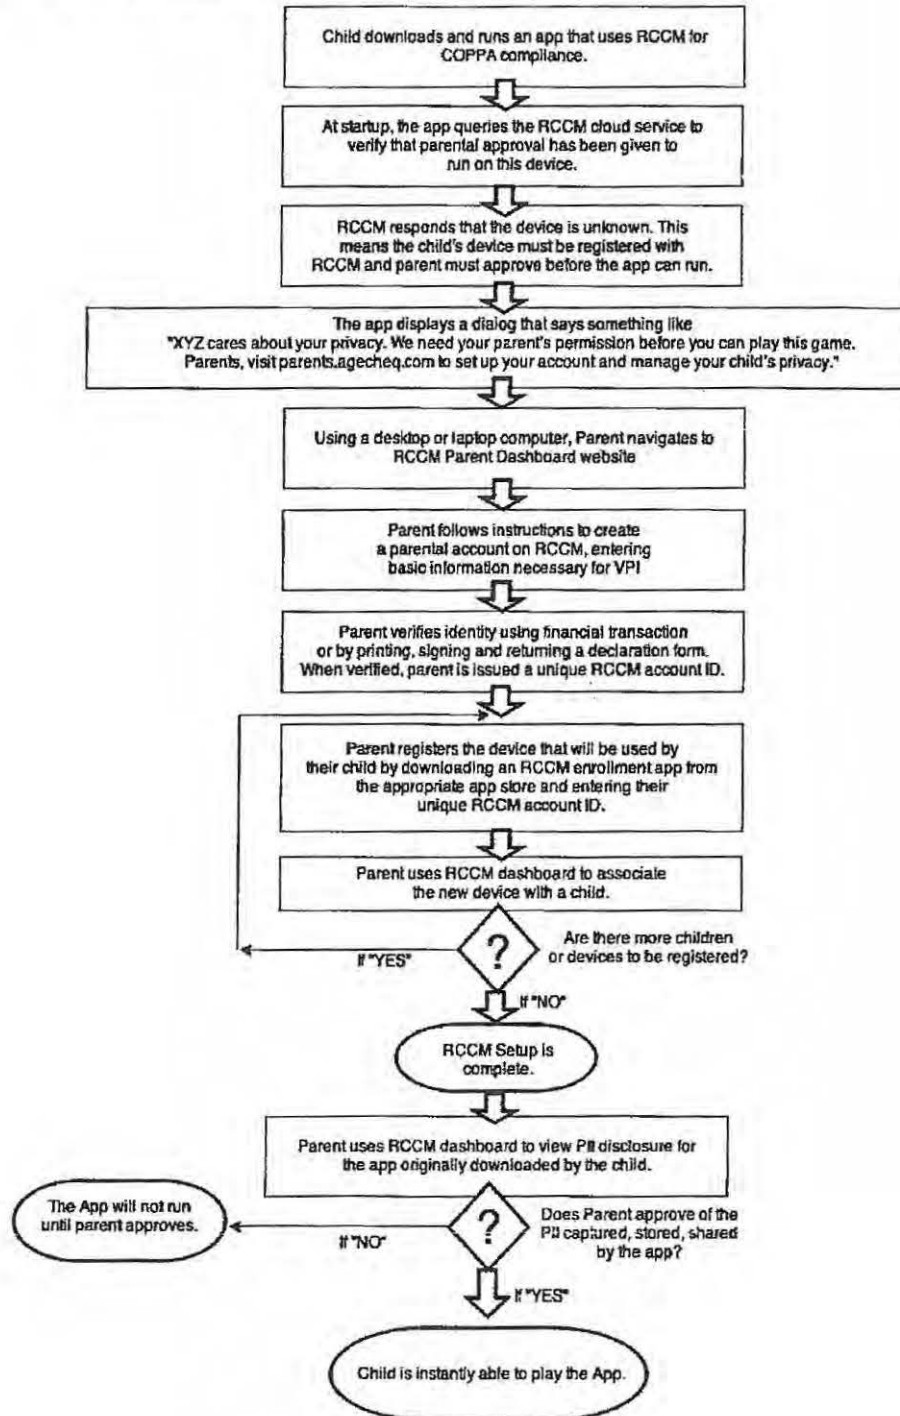 Child downloads and runs an app that uses RCCM for
COPPA compliance.
At startup, the app queries the RCCM cloud service to
verify that parental approval has been given to
run on this device.
RCCM responds that the device is unknown. This
means the child's device must be registered with
RCCM and parent must approve before the app can run.
The app displays a dialog that says something like
"XYZ cares about your privacy. We need your parent's permission before you can play this game.
Parents, visit parents.agecheq.com to set up your account and manage your child's privacy."
Using a desktop or laptop computer, Parent navigates to
RCCM Parent Dashboard website
Parent follows instructions to create
a parental account on RCCM, entering
basic information necessary for VPI
Parent verifies identity using financial transaction
or by printing, signing and returning a declaration form.
When verified, parent is issued a unique RCCM account ID.
Parent registers the device that will be used by
their child by downloading an RCCM enrollment app from
the appropriate app store and entering their
unique RCCM account ID.
Parent uses RCCM dashboard to associate
the new device with a child.
?
Are there more children
or devices to be registered?
If "YES"
If "NO"
RCCM Setup is
complete.
Parent uses RCCM dashboard to view PII disclosure for
the app originally downloaded by the child.
The App will not run
until parent approves.
If "NO"
?
Does Parent approve of the
PII captured, stored, shared
by the app?
If "YES"
Child is instantly able to play the App.